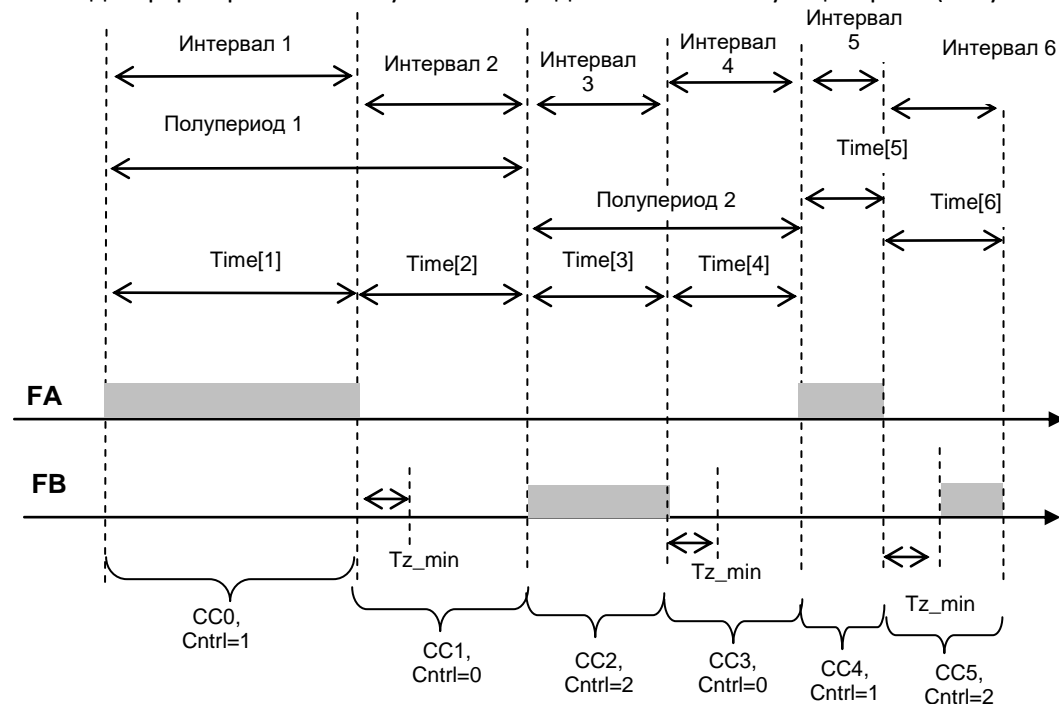 Интервал 1
Интервал 2
Интервал
3
Интервал
4
Интервал
5
Интервал 6
Полупериод 1
Time[5]
Полупериод 2
Time[6]
Time[1]
Time[2]
Time[3]
Time[4]
FA
FB
Tz_min
Tz_min
Tz_min
CC0,
Cntrl=1
CC1,
Cntrl=0
CC2,
Cntrl=2
CC3,
Cntrl=0
CC4,
Cntrl=1
CC5,
Cntrl=2